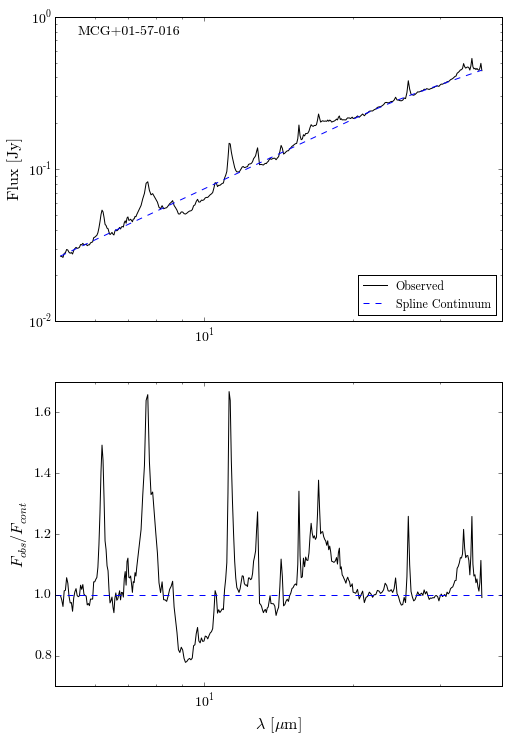 10^0
MCG+01-57-016
Flux [Jy]
10^-1
Observed
Spline Continuum
10^-2
10^1
1.6
1.4
1.2
F_obs/F_cont
1.0
0.8
10^1
λ [μm]